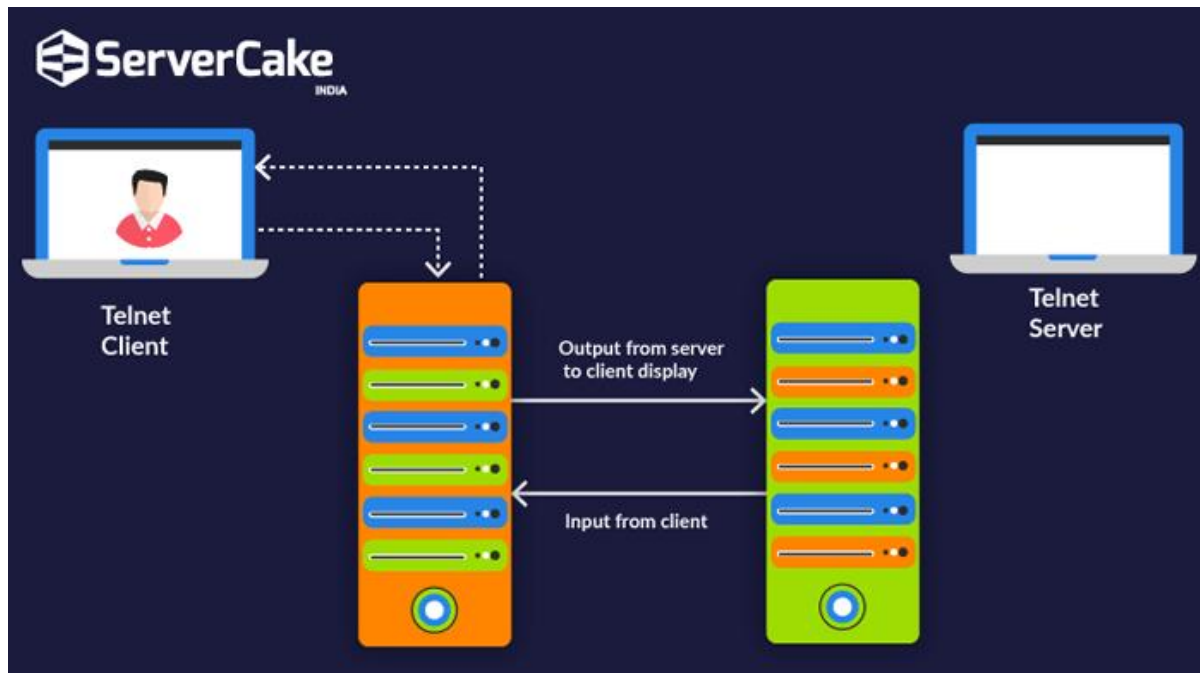 ServerCake
INDIA
Telnet
Client
Telnet
Server
Output from server
to client display
Input from client